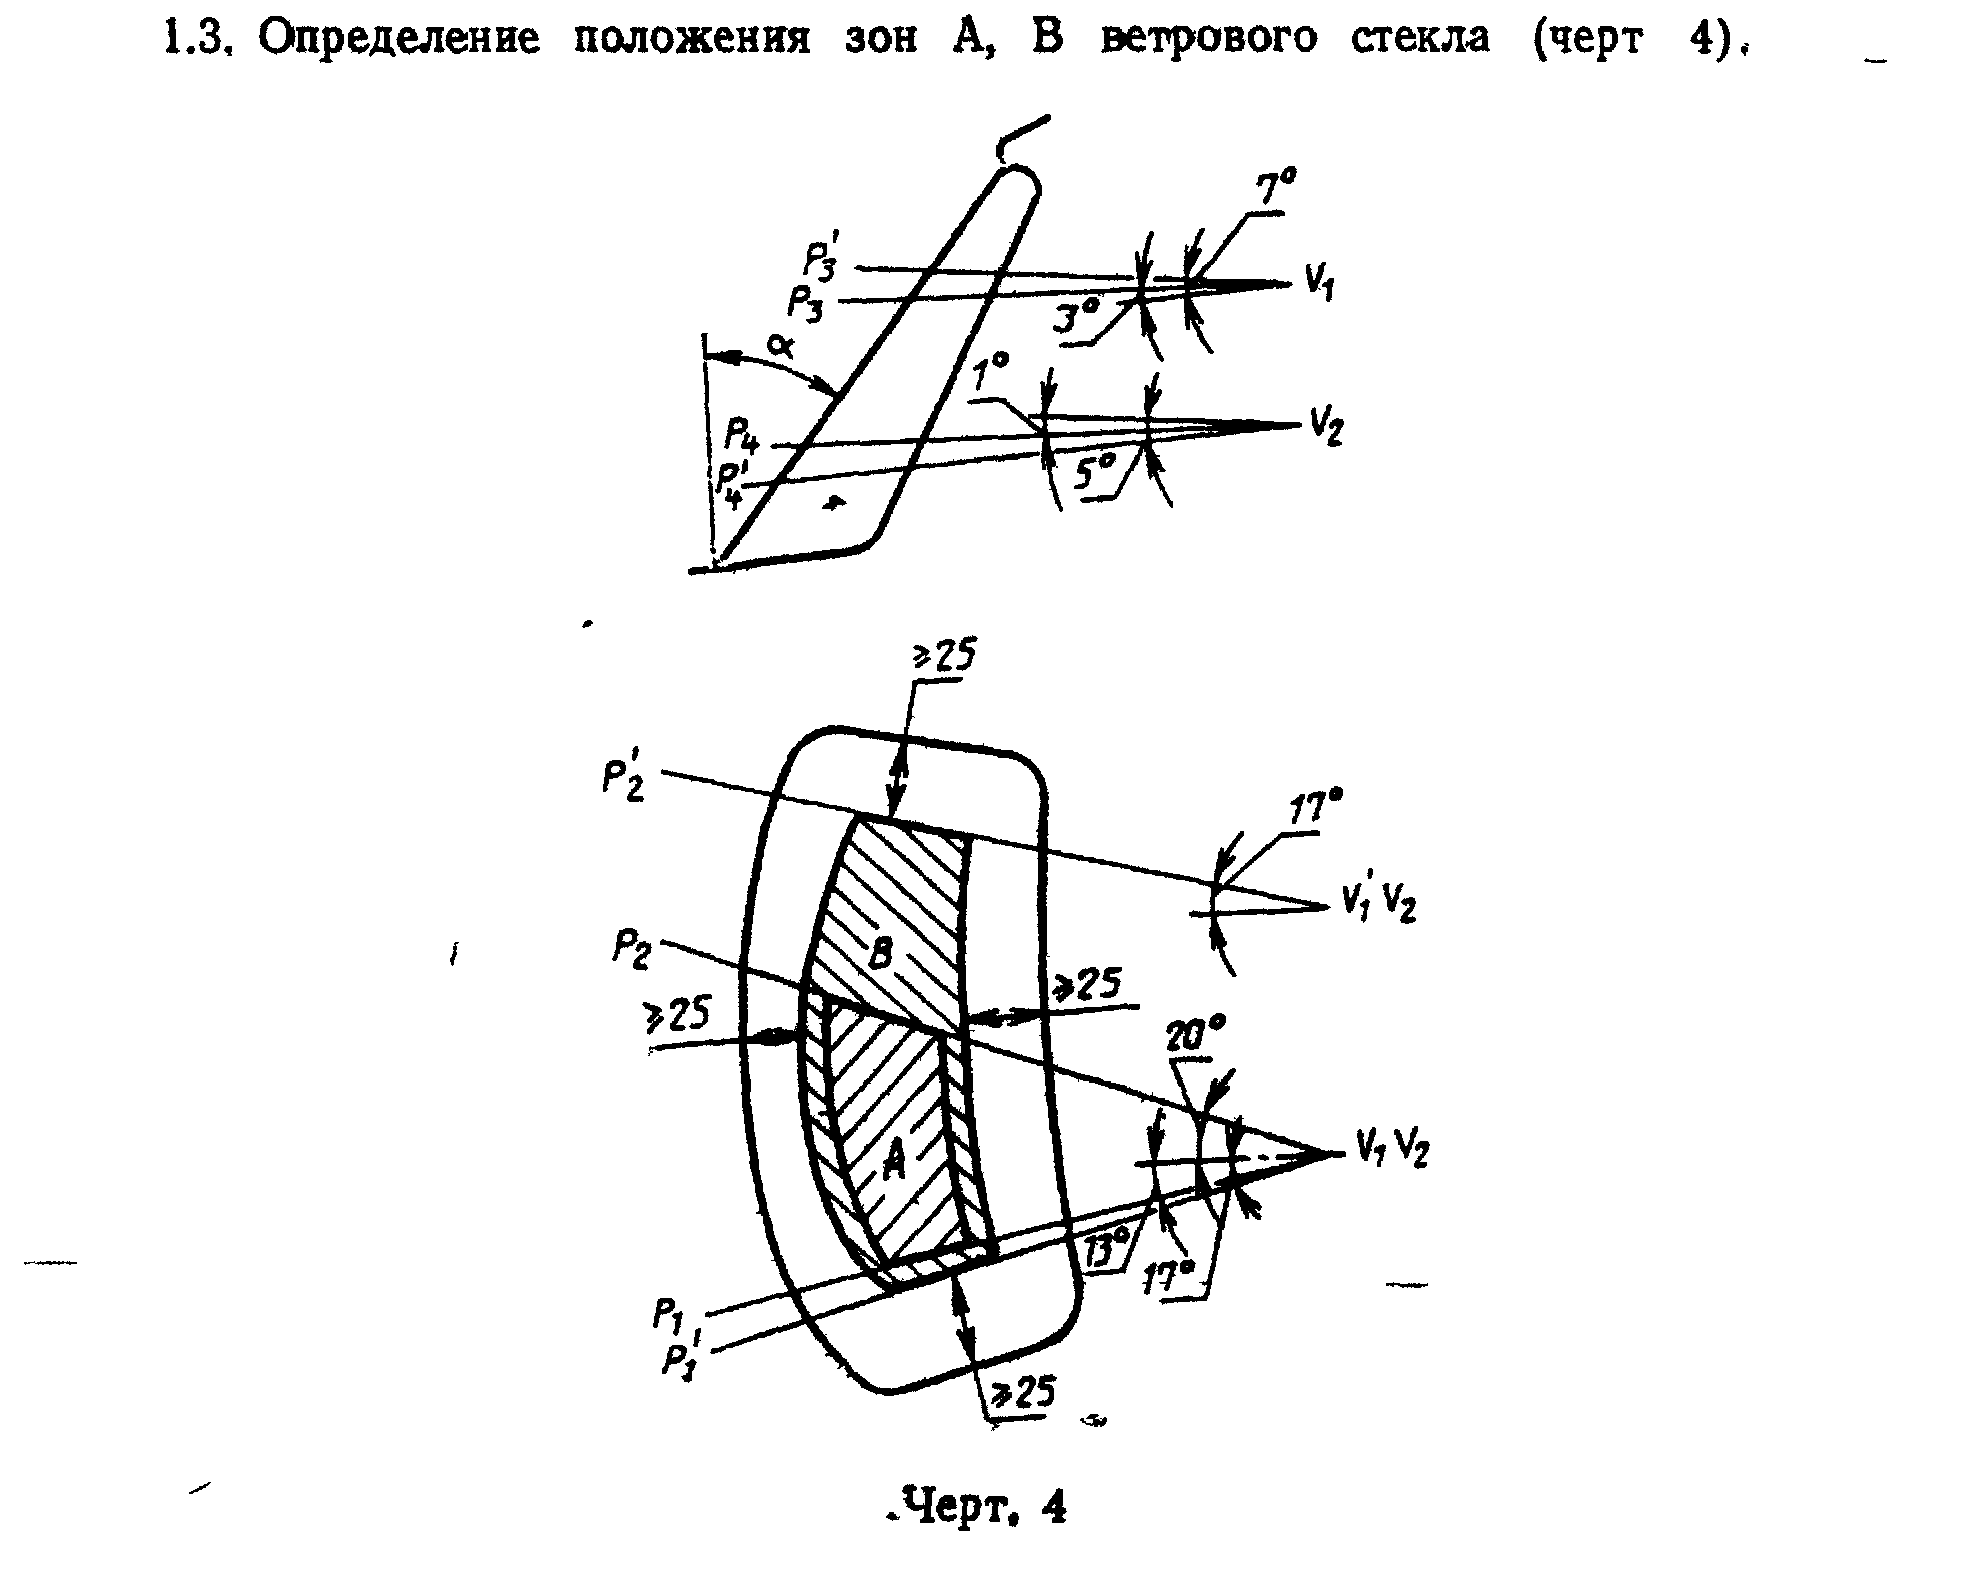 1.3. Определение положения зон А, В ветрового стекла (черт 4).
7°
P3'
V1
P3
3°
α
1°
P4
V2
P4'
5°
≥25
P2'
17°
V1' V2
P2
В
≥25
≥25
20°
А
V1 V2
13°
17°
P1
P1'
≥25
Черт. 4